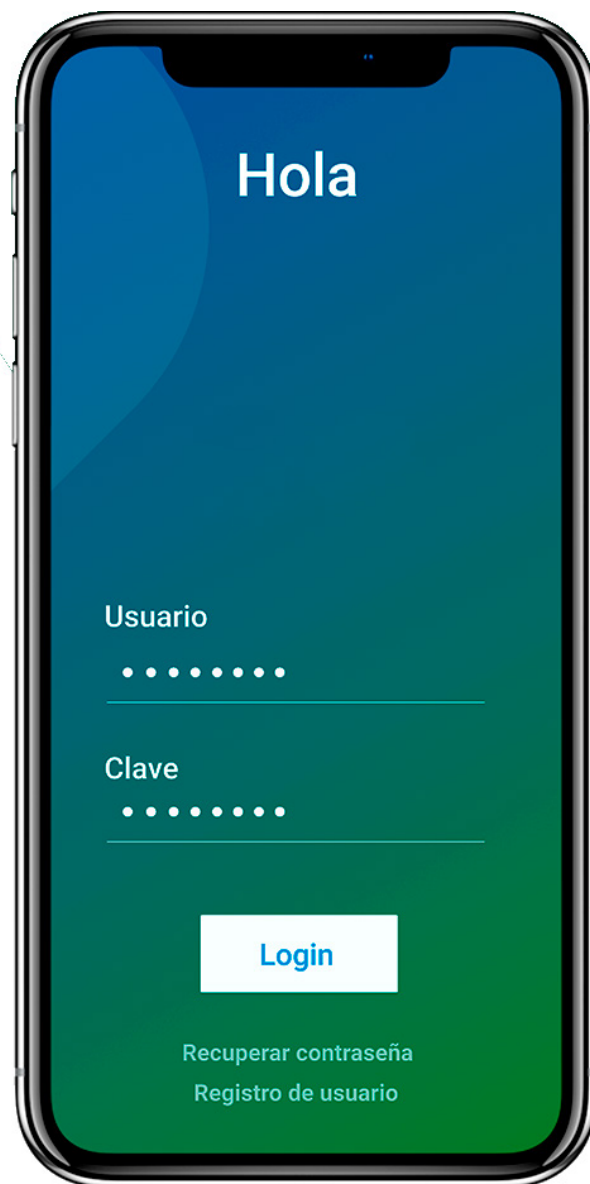 Hola
Usuario
••••••••
Clave
••••••••
Login
Recuperar contraseña
Registro de usuario